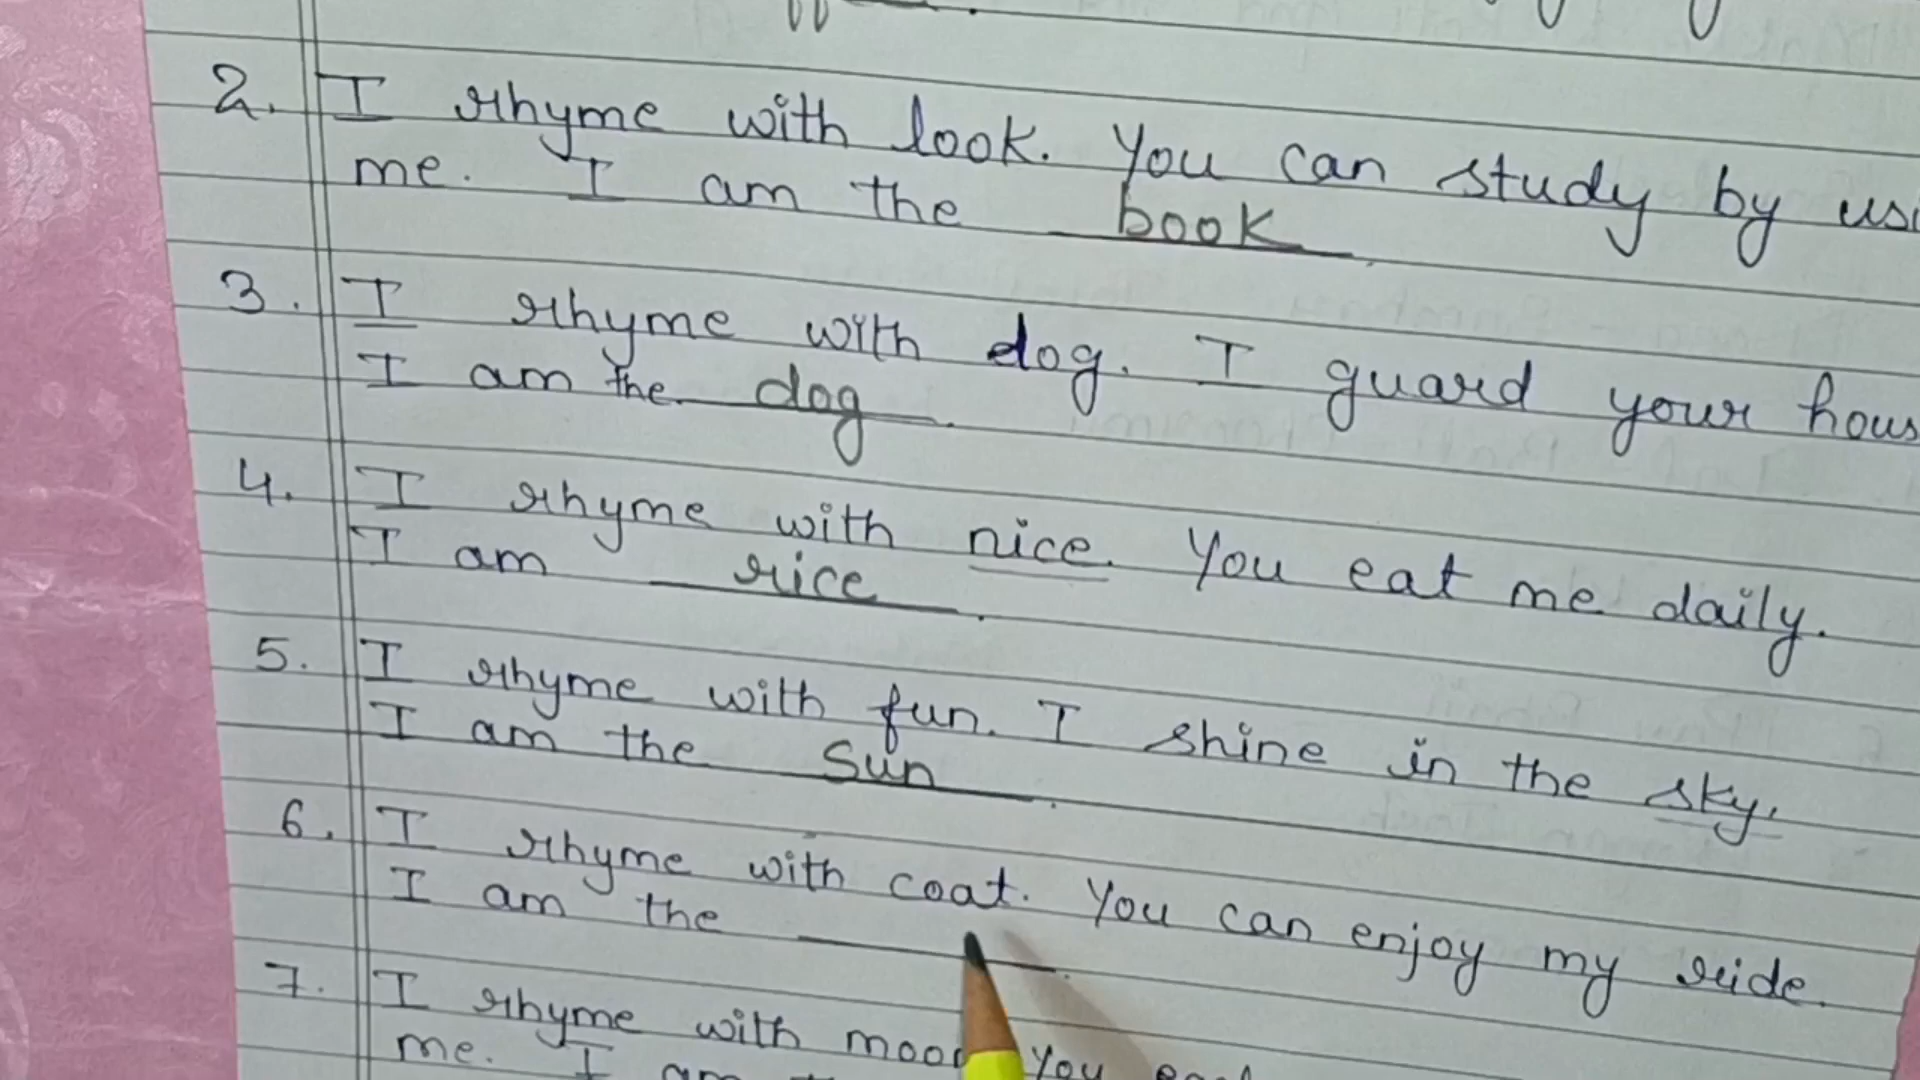 2. I rhyme with look. You can study by
me. I am the book.
3. I rhyme with dog. I guard your
I am the dog.
4. I rhyme with nice. You eat me daily.
I am rice.
5. I rhyme with fun. I shine in the sky.
I am the Sun.
6. I rhyme with coat. You can enjoy my ride.
I am the
7. I rhyme with You
me. I am